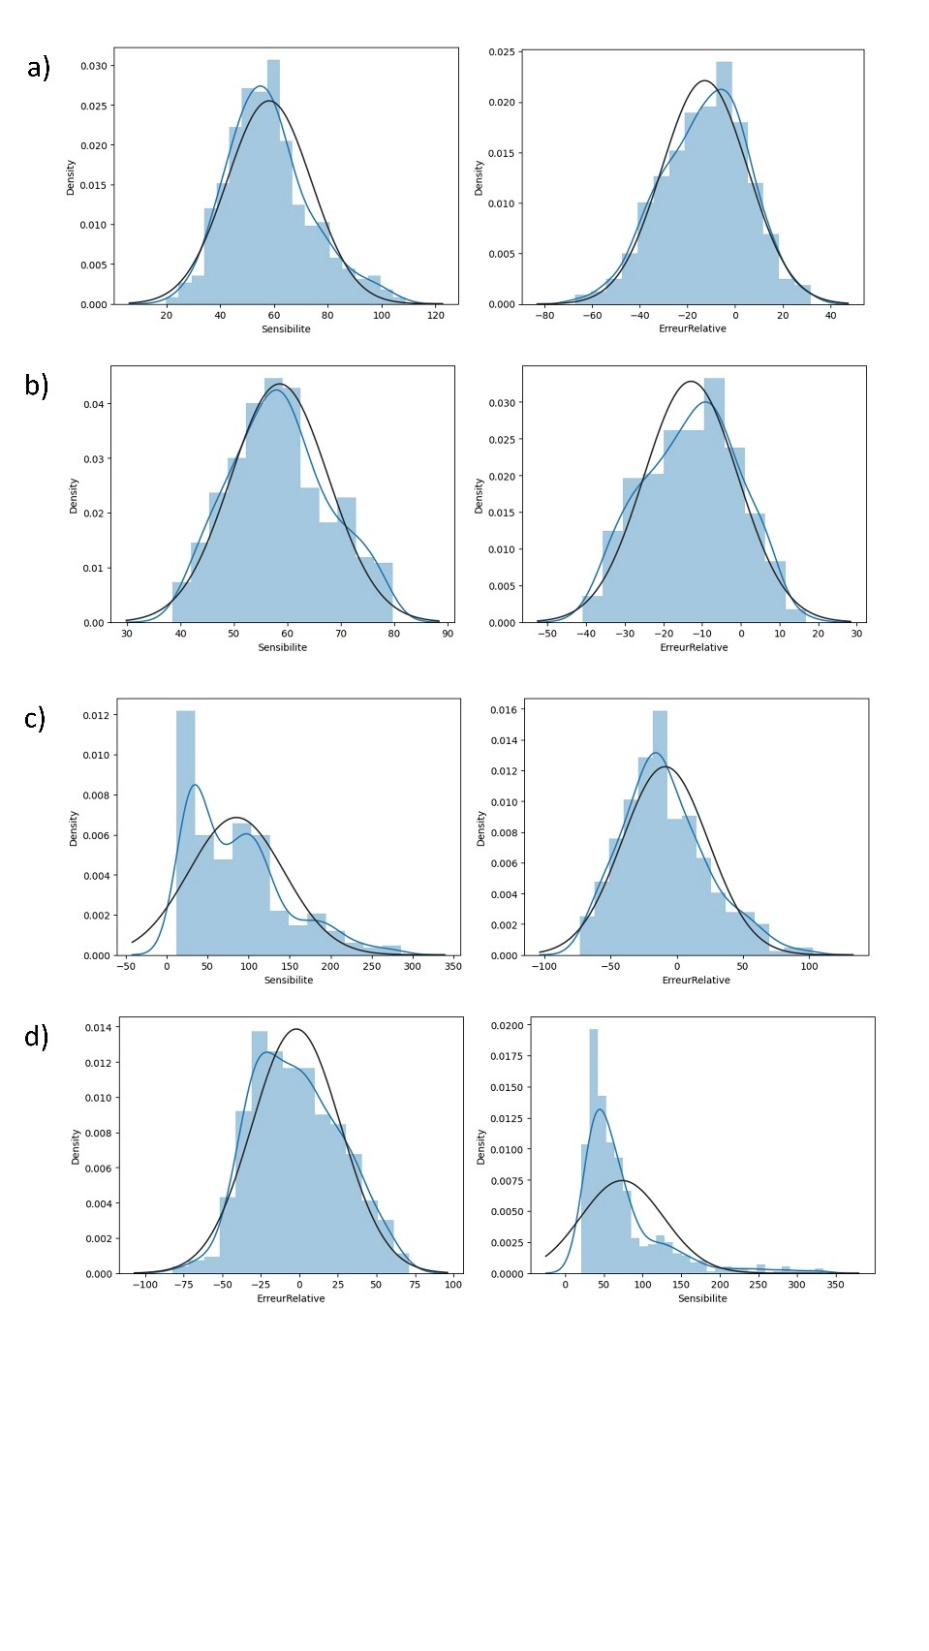 a)
0.030
0.025
0.020
0.015
0.010
0.005
0.000
Density
20 40 60 80 100 120
Sensibilite
0.025
0.020
0.015
0.010
0.005
0.000
Density
−80 −60 −40 −20 0 20 40
ErreurRelative
b)
0.04
0.03
0.02
0.01
0.00
Density
30 40 50 60 70 80 90
Sensibilite
0.030
0.025
0.020
0.015
0.010
0.005
0.000
Density
−50 −40 −30 −20 −10 0 10 20 30
ErreurRelative
c)
0.012
0.010
0.008
0.006
0.004
0.002
0.000
Density
−50 0 50 100 150 200 250 300 350
Sensibilite
0.016
0.014
0.012
0.010
0.008
0.006
0.004
0.002
0.000
Density
−100 −50 0 50 100
ErreurRelative
d)
0.014
0.012
0.010
0.008
0.006
0.004
0.002
0.000
Density
−100 −75 −50 −25 0 25 50 75 100
ErreurRelative
0.0200
0.0175
0.0150
0.0125
0.0100
0.0075
0.0050
0.0025
0.0000
Density
0 50 100 150 200 250 300 350
Sensibilite